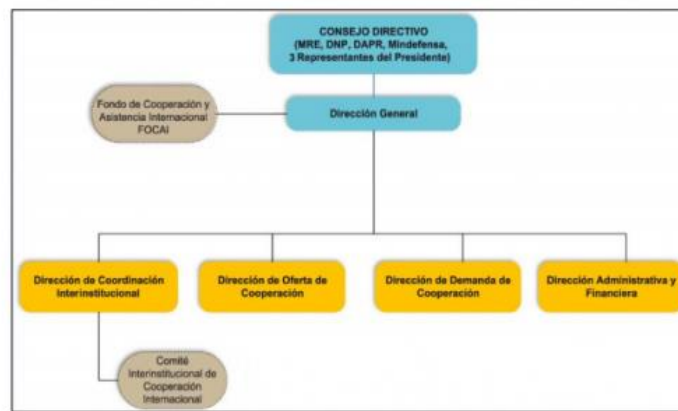 CONSEJO DIRECTIVO
(MRE, DNP, DAPR, Mindefensa,
3 Representantes del Presidente)
Fondo de Cooperación y
Asistencia Internacional
FOCAI
Dirección General
Dirección de Coordinación
Interinstitucional
Dirección de Oferta de
Cooperación
Dirección de Demanda de
Cooperación
Dirección Administrativa y
Financiera
Comité
Interinstitucional de
Cooperación
Internacional